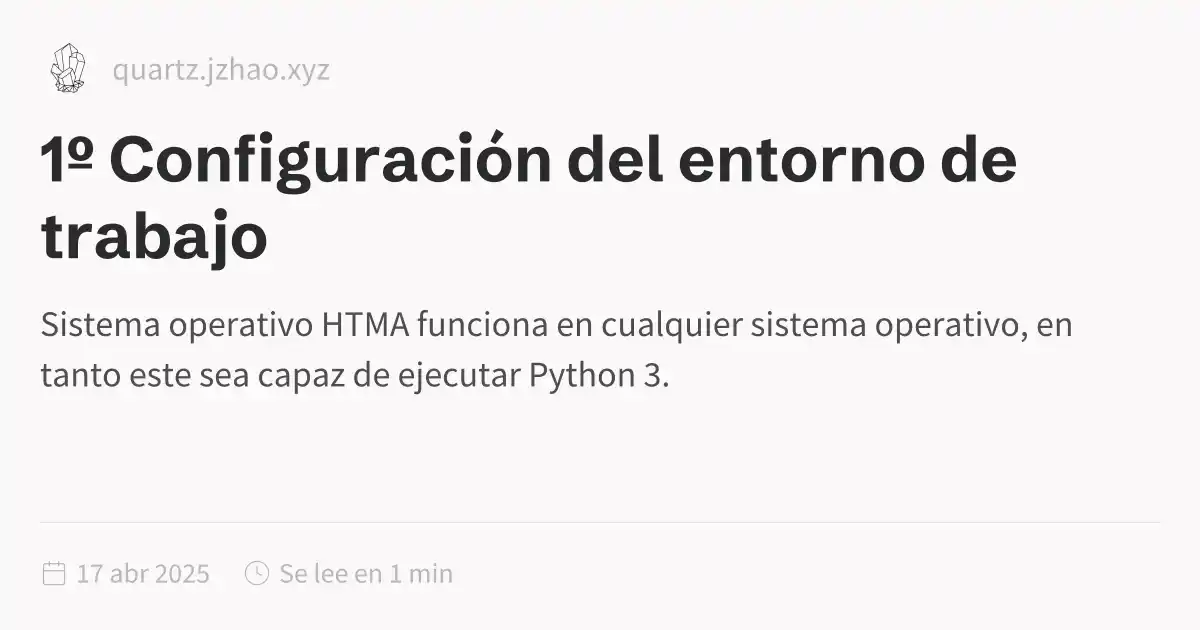 quartz.jzhao.xyz
1º Configuración del entorno de
trabajo
Sistema operativo HTMA funciona en cualquier sistema operativo, en
tanto este sea capaz de ejecutar Python 3.
17 abr 2025 Se lee en 1 min